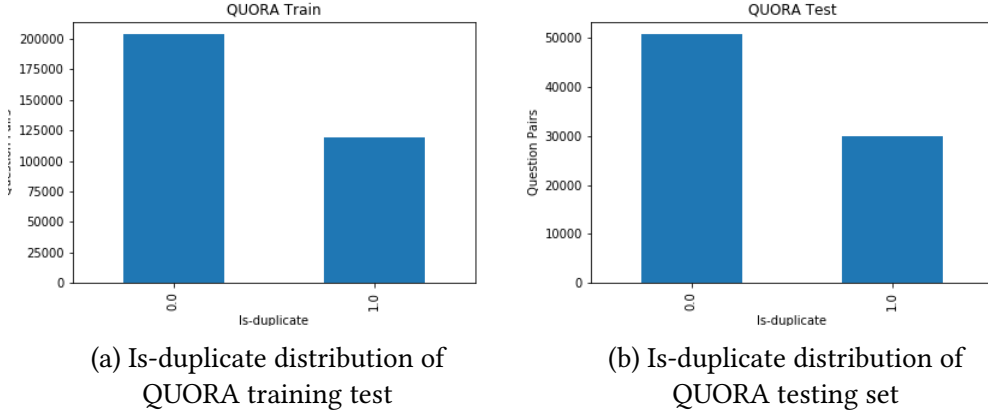 QUORA Train
200000
175000
150000
125000
100000
75000
50000
25000
0
Question Pairs
0.0
1.0
Is-duplicate
(a) Is-duplicate distribution of
QUORA training test
QUORA Test
50000
40000
30000
20000
10000
0
Question Pairs
0.0
1.0
Is-duplicate
(b) Is-duplicate distribution of
QUORA testing set